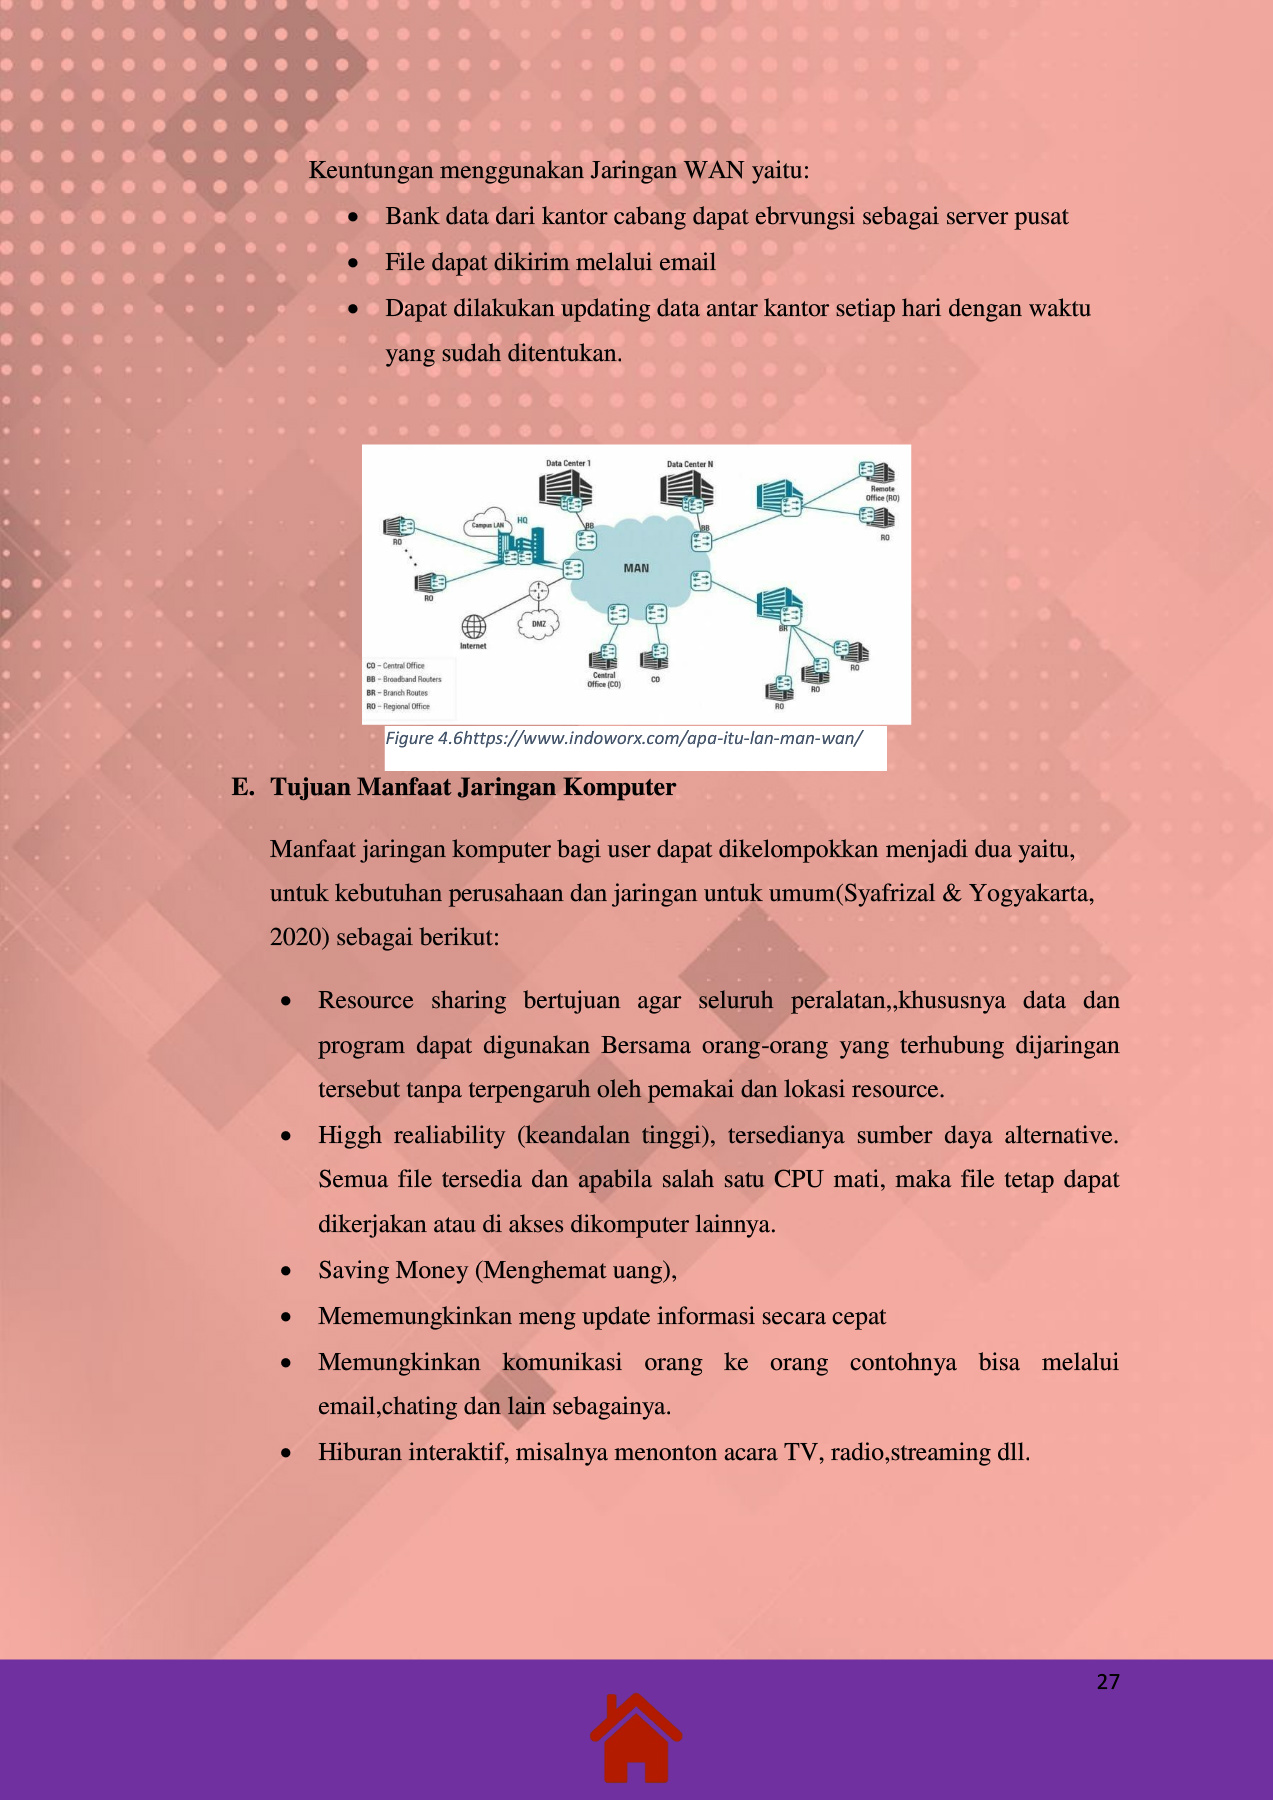 Keuntungan menggunakan Jaringan WAN yaitu:
• Bank data dari kantor cabang dapat ebrvungsi sebagai server pusat
• File dapat dikirim melalui email
• Dapat dilakukan updating data antar kantor setiap hari dengan waktu
yang sudah ditentukan.
Data Center 1
Data Center N
Remote
Office (RO)
Campus LAN
HQ
BB
BB
RO
RO
MAN
RO
DMZ
Internet
BR
Central
Office (CO)
CO
RO
RO
RO
CO – Central Office
BB – Broadband Routers
BR – Branch Routes
RO – Regional Office
Figure 4.6https://www.indoworx.com/apa-itu-lan-man-wan/
E. Tujuan Manfaat Jaringan Komputer
Manfaat jaringan komputer bagi user dapat dikelompokkan menjadi dua yaitu,
untuk kebutuhan perusahaan dan jaringan untuk umum(Syafrizal & Yogyakarta,
2020) sebagai berikut:
• Resource sharing bertujuan agar seluruh peralatan,,khususnya data dan
program dapat digunakan Bersama orang-orang yang terhubung dijaringan
tersebut tanpa terpengaruh oleh pemakai dan lokasi resource.
• Higgh realiability (keandalan tinggi), tersedianya sumber daya alternative.
Semua file tersedia dan apabila salah satu CPU mati, maka file tetap dapat
dikerjakan atau di akses dikomputer lainnya.
• Saving Money (Menghemat uang),
• Mememungkinkan meng update informasi secara cepat
• Memungkinkan komunikasi orang ke orang contohnya bisa melalui
email,chating dan lain sebagainya.
• Hiburan interaktif, misalnya menonton acara TV, radio,streaming dll.
27